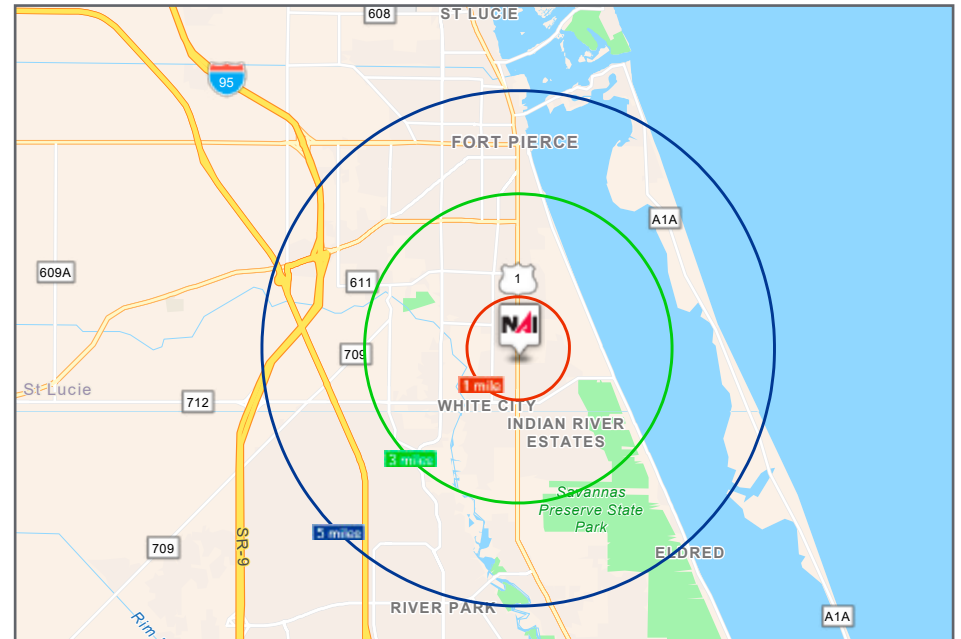 608
ST LUCIE
95
FORT PIERCE
A1A
609A
611
1
NAI
709
1 mile
St Lucie
712
WHITE CITY
INDIAN RIVER
ESTATES
3 miles
Savannas
Preserve State
Park
5 miles
SR-9
709
ELDRED
RIVER PARK
A1A
Rim